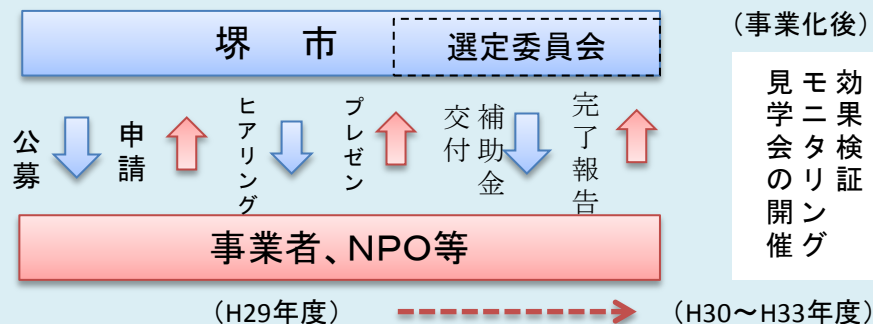 堺　市
選定委員会
（事業化後）
公募
申請
ヒアリング
プレゼン
補助金
交付
完了報告
効果検証
モニタリング
見学会の開催
事業者、NPO等
（H29年度）
（H30～H33年度）